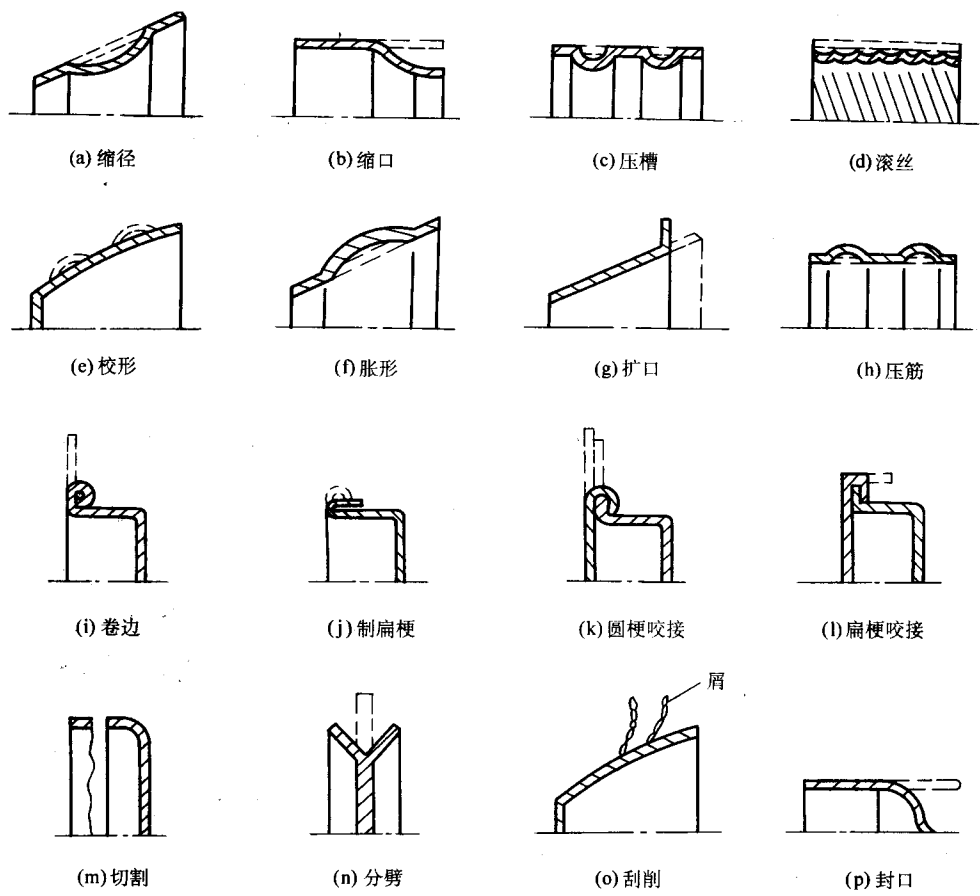 (a) 缩径
(b) 缩口
(c) 压槽
(d) 滚丝
(e) 校形
(f) 胀形
(g) 扩口
(h) 压筋
(i) 卷边
(j) 制扁梗
(k) 圆梗咬接
(l) 扁梗咬接
屑
(m) 切割
(n) 分劈
(o) 刮削
(p) 封口